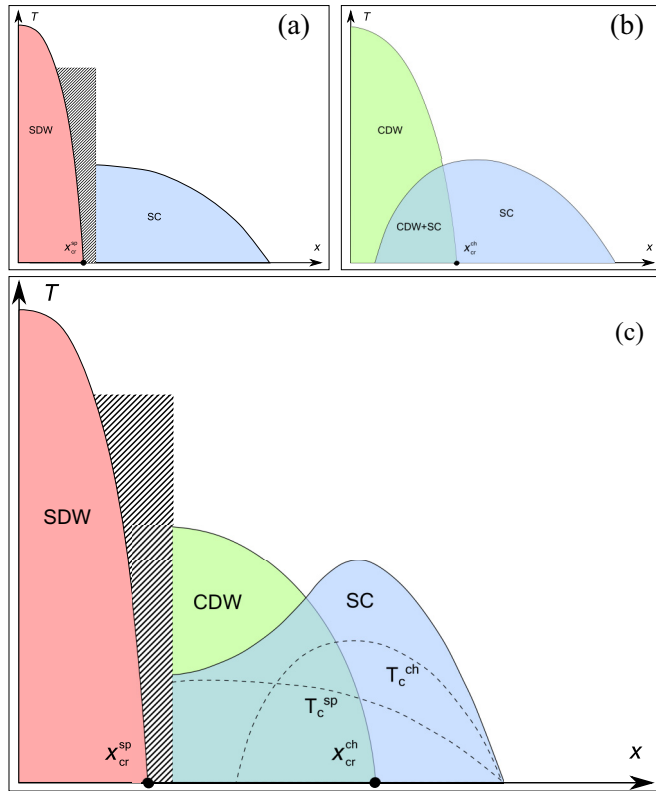 T
(a)
SDW
SC
x_cr^sp
x
T
(b)
CDW
SC
CDW+SC
x_cr^ch
x
T
(c)
SDW
CDW
SC
T_c^ch
T_c^sp
x_cr^sp
x_cr^ch
x